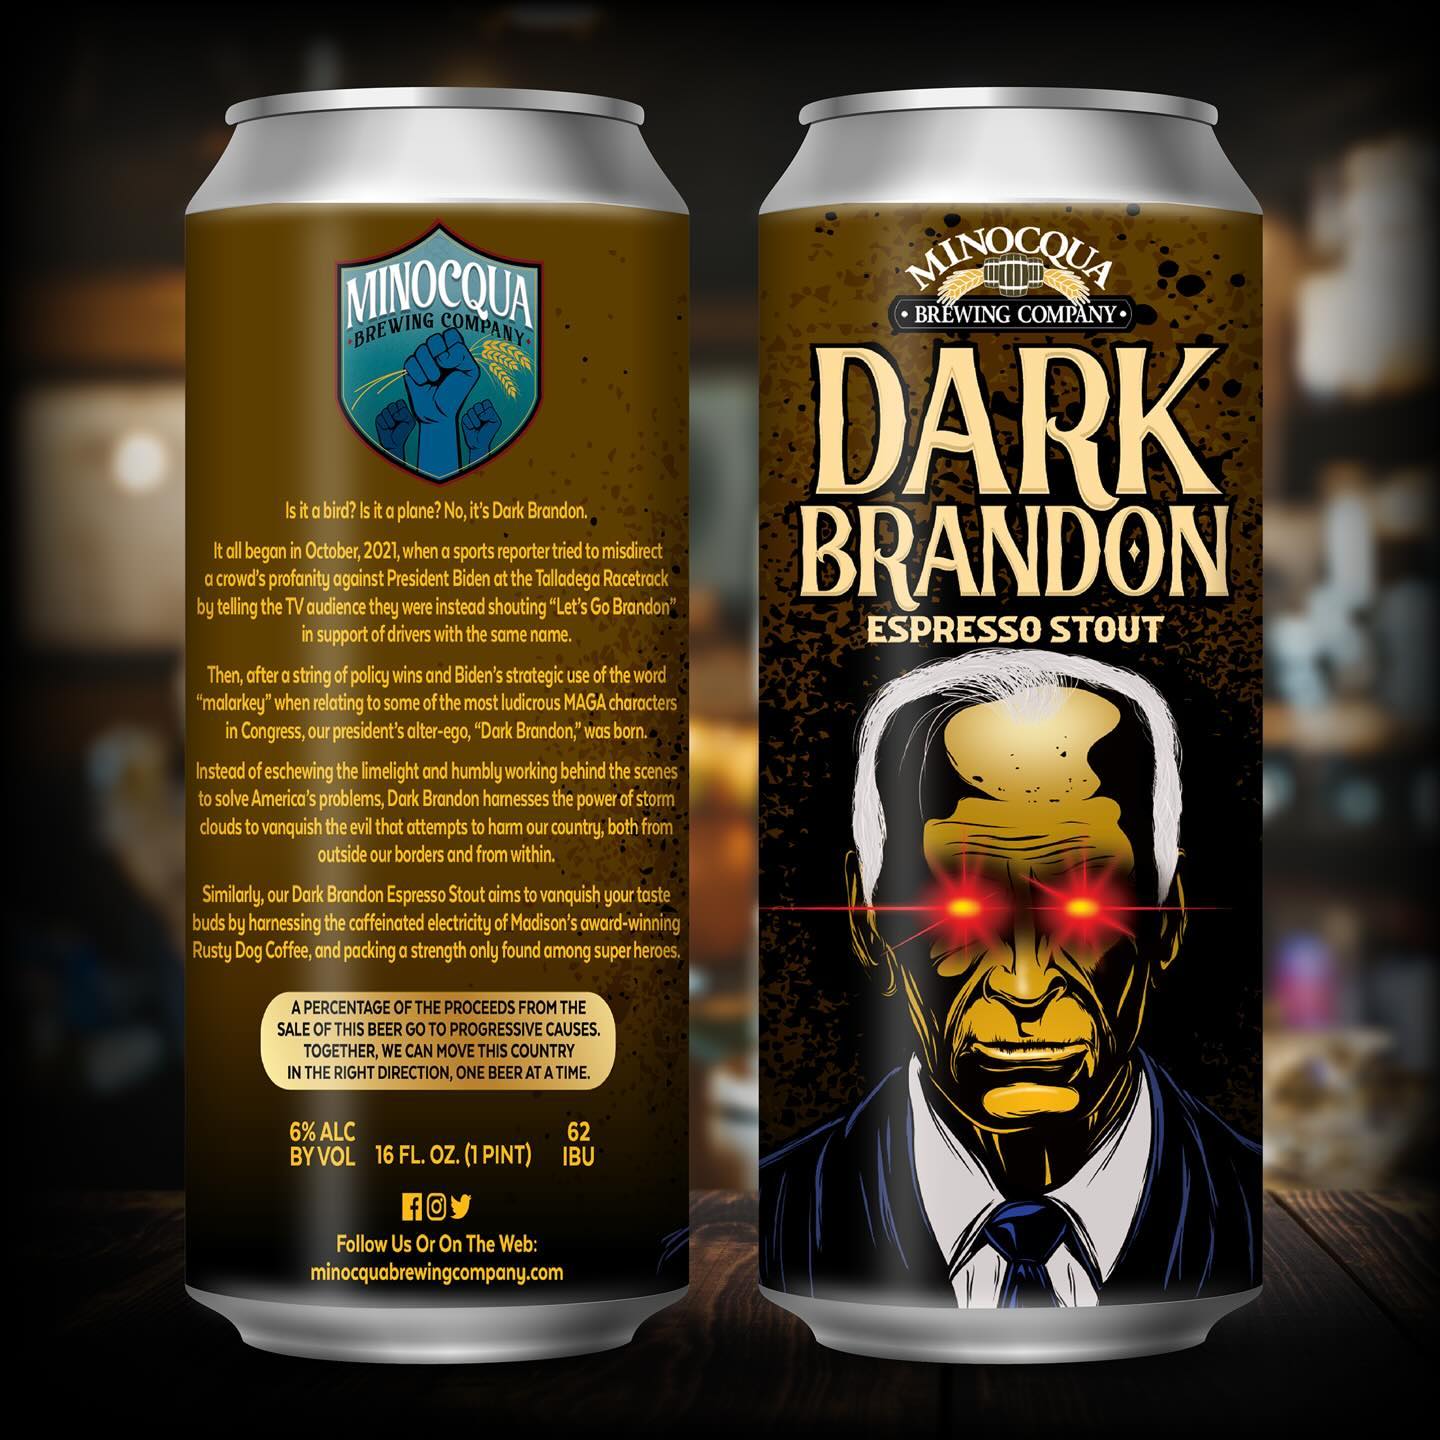 MINOCQUA
BREWING COMPANY
Is it a bird? Is it a plane? No, it's Dark Brandon.
It all began in October, 2021, when a sports reporter tried to misdirect
a crowd's profanity against President Biden at the Talladega Racetrack
by telling the TV audience they were instead shouting “Let's Go Brandon”
in support of drivers with the same name.
Then, after a string of policy wins and Biden's strategic use of the word
“malarkey” when relating to some of the most ludicrous MAGA characters
in Congress, our president's alter-ego, “Dark Brandon,” was born.
Instead of eschewing the limelight and humbly working behind the scenes
to solve America's problems, Dark Brandon harnesses the power of storm
clouds to vanquish the evil that attempts to harm our country, both from
outside our borders and from within.
Similarly, our Dark Brandon Espresso Stout aims to vanquish your taste
buds by harnessing the caffeinated electricity of Madison's award-winning
Rusty Dog Coffee, and packing a strength only found among super heroes.
A PERCENTAGE OF THE PROCEEDS FROM THE
SALE OF THIS BEER GO TO PROGRESSIVE CAUSES.
TOGETHER, WE CAN MOVE THIS COUNTRY
IN THE RIGHT DIRECTION, ONE BEER AT A TIME.
6% ALC
BY VOL
16 FL. OZ. (1 PINT)
62
IBU
Follow Us Or On The Web:
minocquabrewingcompany.com
MINOCQUA
• BREWING COMPANY •
DARK
BRANDON
ESPRESSO STOUT